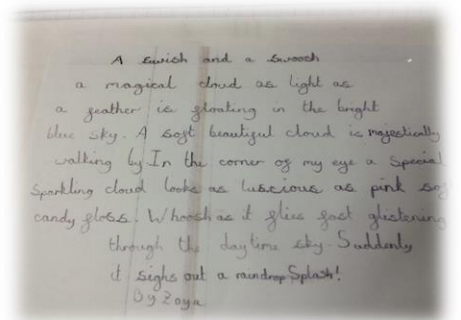 A swish and a swoosh
a magical cloud as light as
a feather is floating in the bright
blue sky. A soft beautiful cloud is majestically
walking by In the corner of my eye a special
sparkling cloud looks as luscious as pink sof
candy floss. Whoosh as it flies fast glistening
through the daytime sky. Suddenly
it sighs out a raindrop Splash!
By Zoya